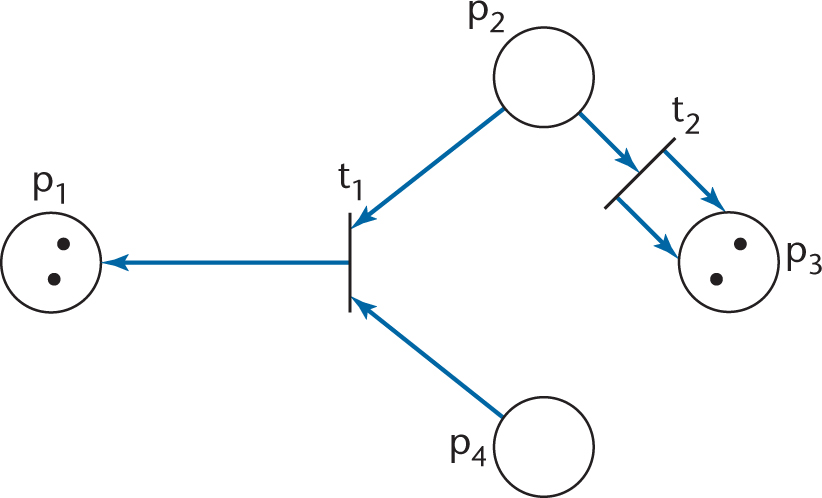 p₂
t₂
t₁
p₁
p₃
p₄